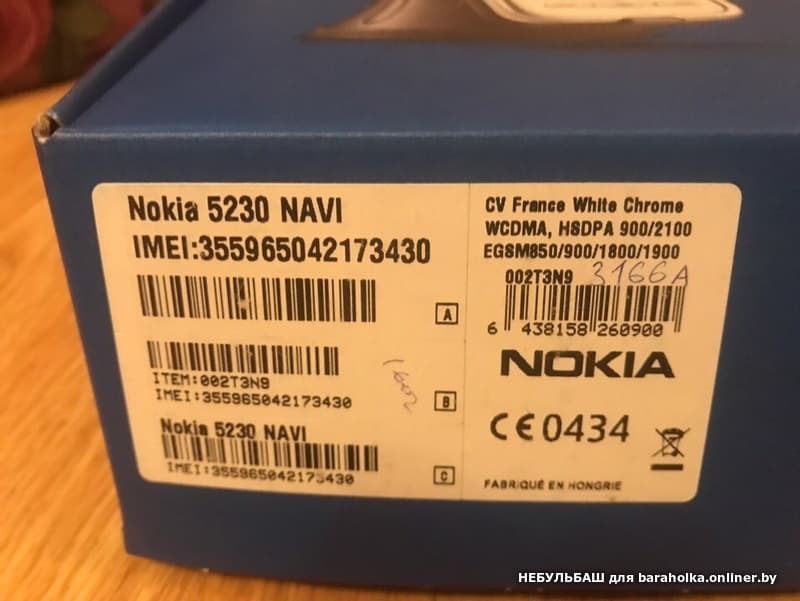 Nokia 5230 NAVI
IMEI:355965042173430
A
ITEM:002T3N9
IMEI:355965042173430
B
Nokia 5230 NAVI
IMEI:355965042173430
C
CV France White Chrome
WCDMA, HSDPA 900/2100
EGSM850/900/1800/1900
002T3N9 3166A
6 438158 260900
NOKIA
CE0434
FABRIQUÉ EN HONGRIE
НЕБУЛЬБАШ для baraholka.onliner.by